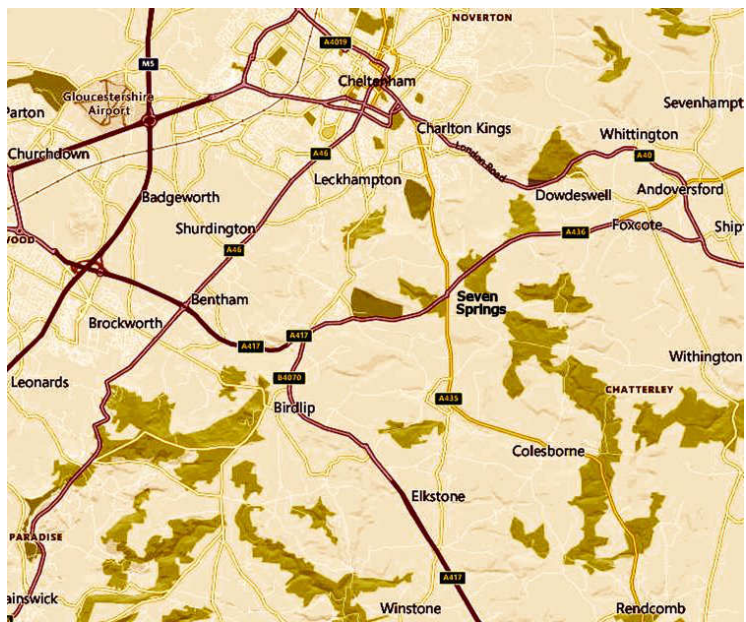 NOVERTON
A4019
M5
Cheltenham
Gloucestershire
Airport
Sevenhampt
Parton
Charlton Kings
Whittington
A46
London Road
A40
Churchdown
Leckhampton
Badgeworth
Dowdeswell
Andoversford
Shurdington
A436
Foxcote
Shipt
WOOD
A46
Bentham
Seven
Springs
Brockworth
A417
A417
Withington
Leonards
B4070
CHATTERLEY
Birdlip
A435
Colesborne
Elkstone
PARADISE
A417
ainswick
Winstone
Rendcomb